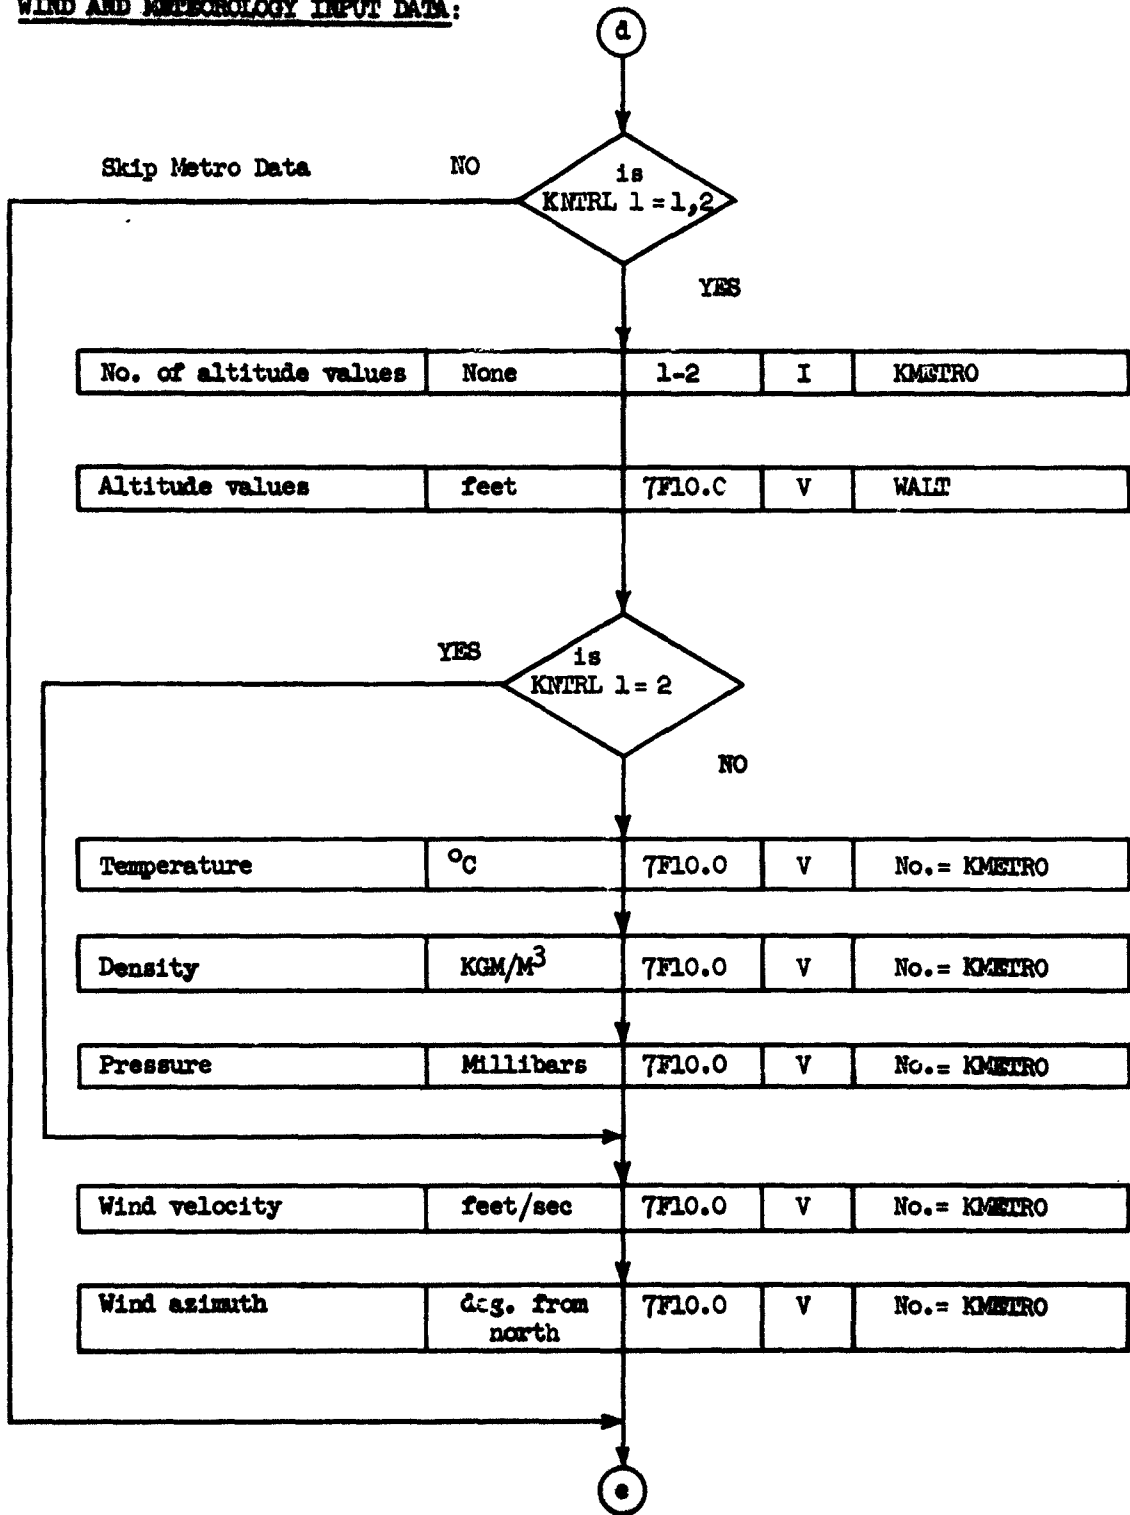 WIND AND METEOROLOGY INPUT DATA:
d
Skip Metro Data NO
is
KNTRL 1 = 1,2
YES
No. of altitude values None 1-2 I KMETRO
Altitude values feet 7F10.C V WALT
YES
is
KNTRL 1 = 2
NO
Temperature °C 7F10.0 V No.= KMETRO
Density KGM/M³ 7F10.0 V No.= KMETRO
Pressure Millibars 7F10.0 V No.= KMETRO
Wind velocity feet/sec 7F10.0 V No.= KMETRO
Wind azimuth deg. from 7F10.0 V No.= KMETRO
north
e